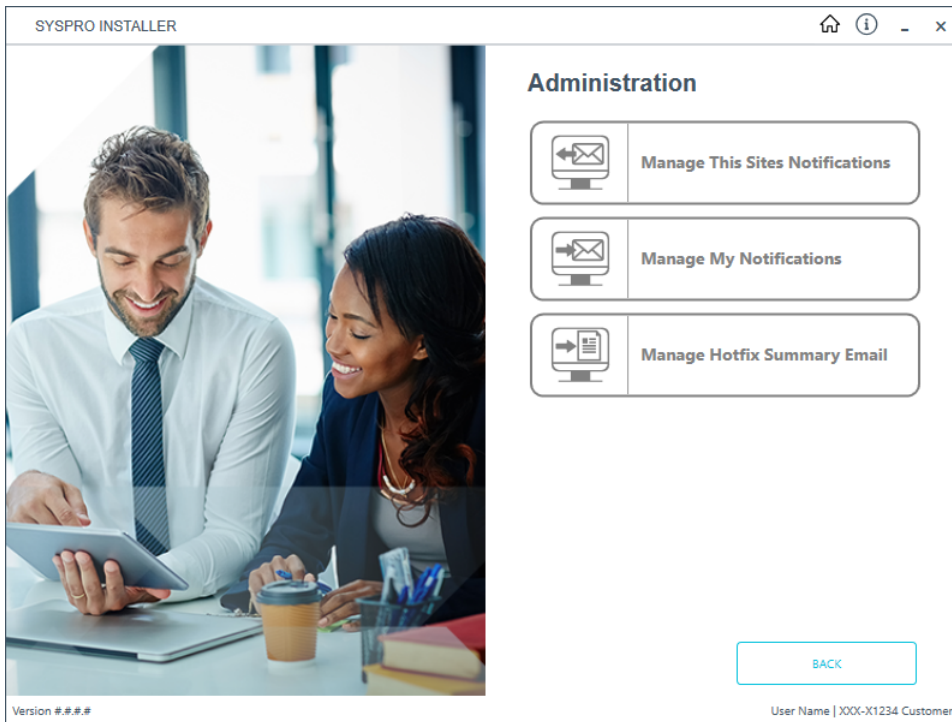 SYSPRO INSTALLER
Administration
Manage This Sites Notifications
Manage My Notifications
Manage Hotfix Summary Email
BACK
Version #.#.#.#
User Name | XXX-X1234 Customer